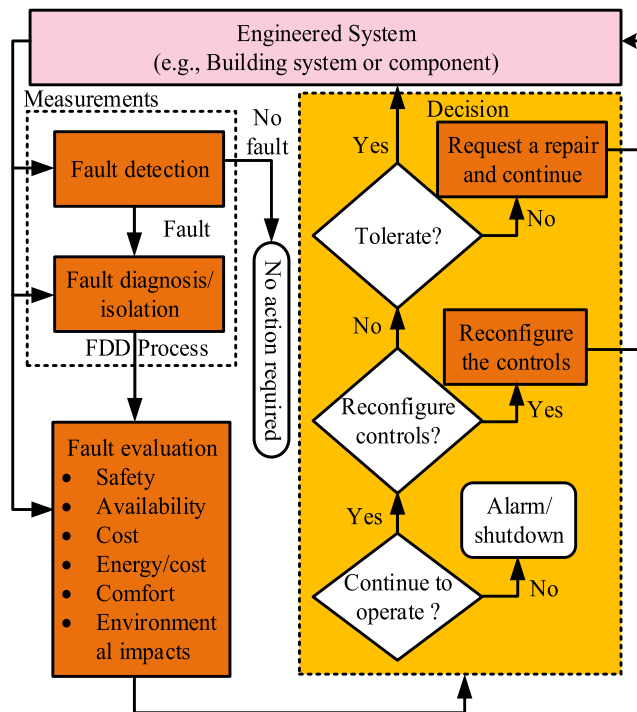 Engineered System
(e.g., Building system or component)
Measurements
Fault detection
No
fault
Fault
Fault diagnosis/
isolation
FDD Process
No action required
Fault evaluation
• Safety
• Availability
• Cost
• Energy/cost
• Comfort
• Environment
al impacts
Decision
Yes
Request a repair
and continue
Tolerate?
No
No
Reconfigure
the controls
Reconfigure
controls?
Yes
Yes
Alarm/
shutdown
Continue to
operate ?
No